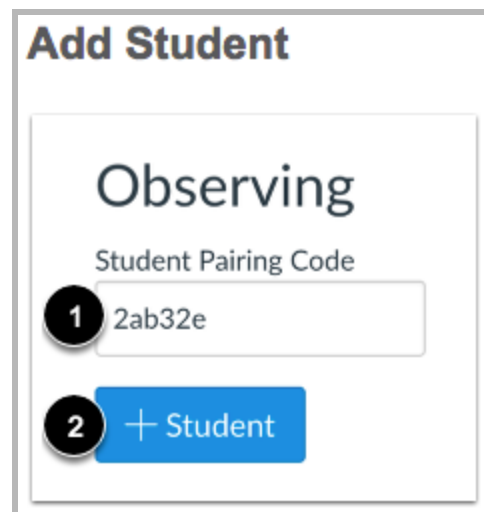 Add Student
Observing
Student Pairing Code
1 2ab32e
2 + Student